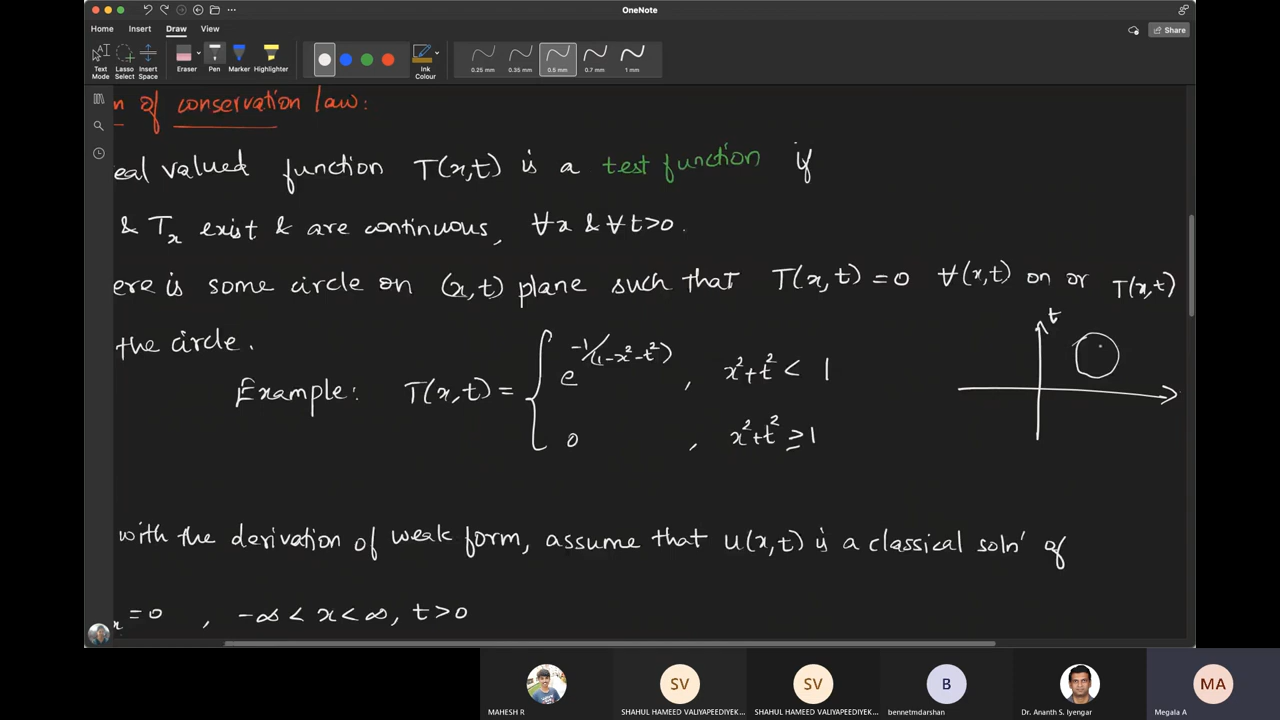 OneNote
Home Insert Draw View
Share
Text Mode
Lasso Select
Insert Space
Eraser
Pen
Marker
Highlighter
Ink Colour
0.25 mm
0.35 mm
0.5 mm
0.7 mm
1 mm
n of conservation law:
eal valued function T(x,t) is a test function if
& Tₓ exist & are continuous, ∀x & ∀t>0.
ere is some circle on (x,t) plane such that T(x,t)=0 ∀(x,t) on or T(x,t)
the circle.
t
Example: T(x,t) = { e^{-1/(1-x²-t²)} , x²+t² < 1
0 , x²+t² ≥ 1
with the derivation of weak form, assume that u(x,t) is a classical soln' of
x =0 , -∞ < x < ∞, t > 0
SV
SV
B
MA
MAHESH R
SHAHUL HAMEED VALIYAPEEDIYEK...
SHAHUL HAMEED VALIYAPEEDIYEK...
bennetmdarshan
Dr. Ananth S. Iyengar
Megala A